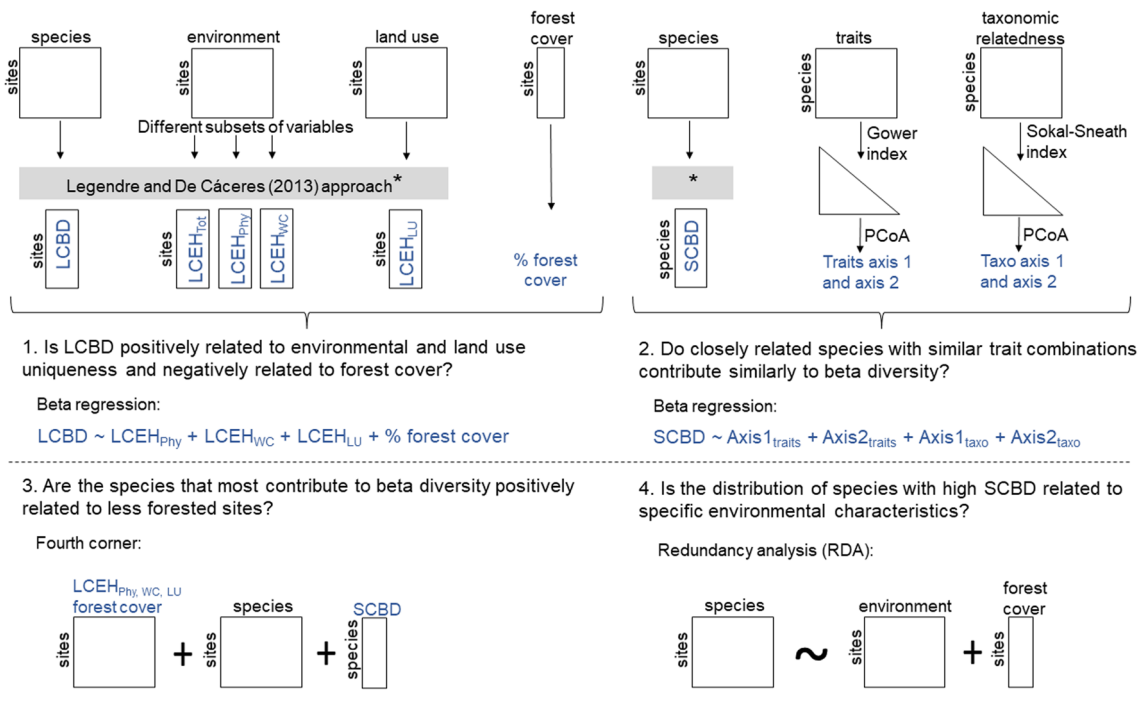 species
environment
land use
forest
cover
sites
sites
sites
sites
Different subsets of variables
Legendre and De Cáceres (2013) approach*
sites
LCBD
sites
LCEHTot
LCEHPhy
LCEHWC
sites
LCEHLU
% forest
cover
1. Is LCBD positively related to environmental and land use
uniqueness and negatively related to forest cover?
Beta regression:
LCBD ~ LCEHPhy + LCEHWC + LCEHLU + % forest cover
species
traits
taxonomic
relatedness
sites
species
species
Gower
index
Sokal-Sneath
index
*
species
SCBD
PCoA
PCoA
Traits axis 1
and axis 2
Taxo axis 1
and axis 2
2. Do closely related species with similar trait combinations
contribute similarly to beta diversity?
Beta regression:
SCBD ~ Axis1traits + Axis2traits + Axis1taxo + Axis2taxo
3. Are the species that most contribute to beta diversity positively
related to less forested sites?
Fourth corner:
LCEHPhy, WC, LU
forest cover
species
SCBD
sites
+
sites
+
species
4. Is the distribution of species with high SCBD related to
specific environmental characteristics?
Redundancy analysis (RDA):
species
environment
forest
cover
sites
~
sites
+
sites